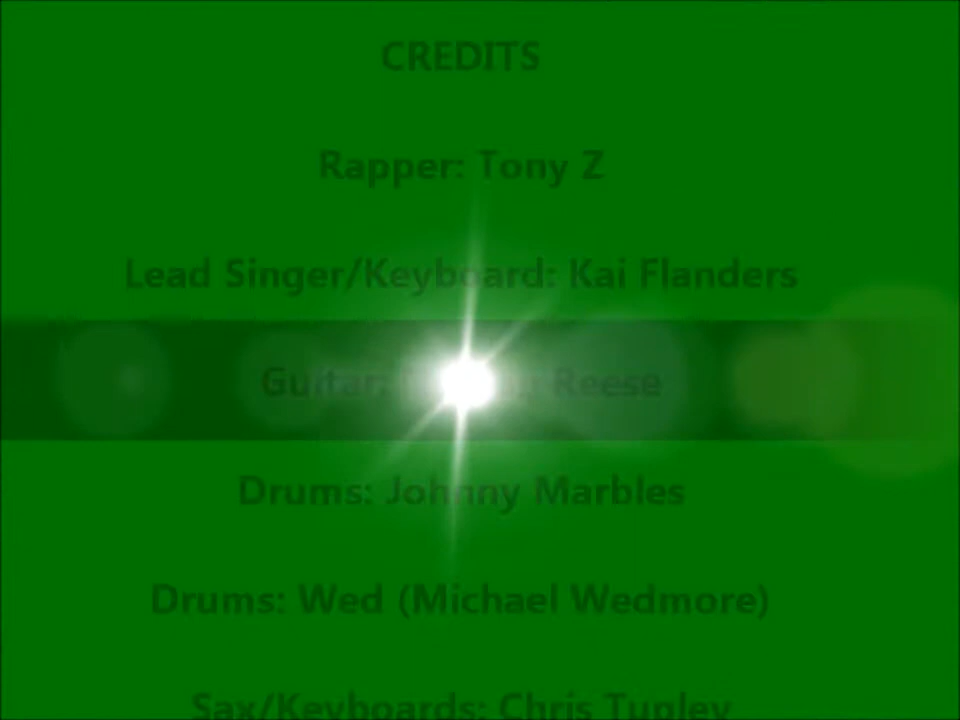 CREDITS
Rapper: Tony Z
Lead Singer/Keyboard: Kai Flanders
Guitar: Reese
Drums: Johnny Marbles
Drums: Wed (Michael Wedmore)
Sax/Keyboards: Chris Tupley